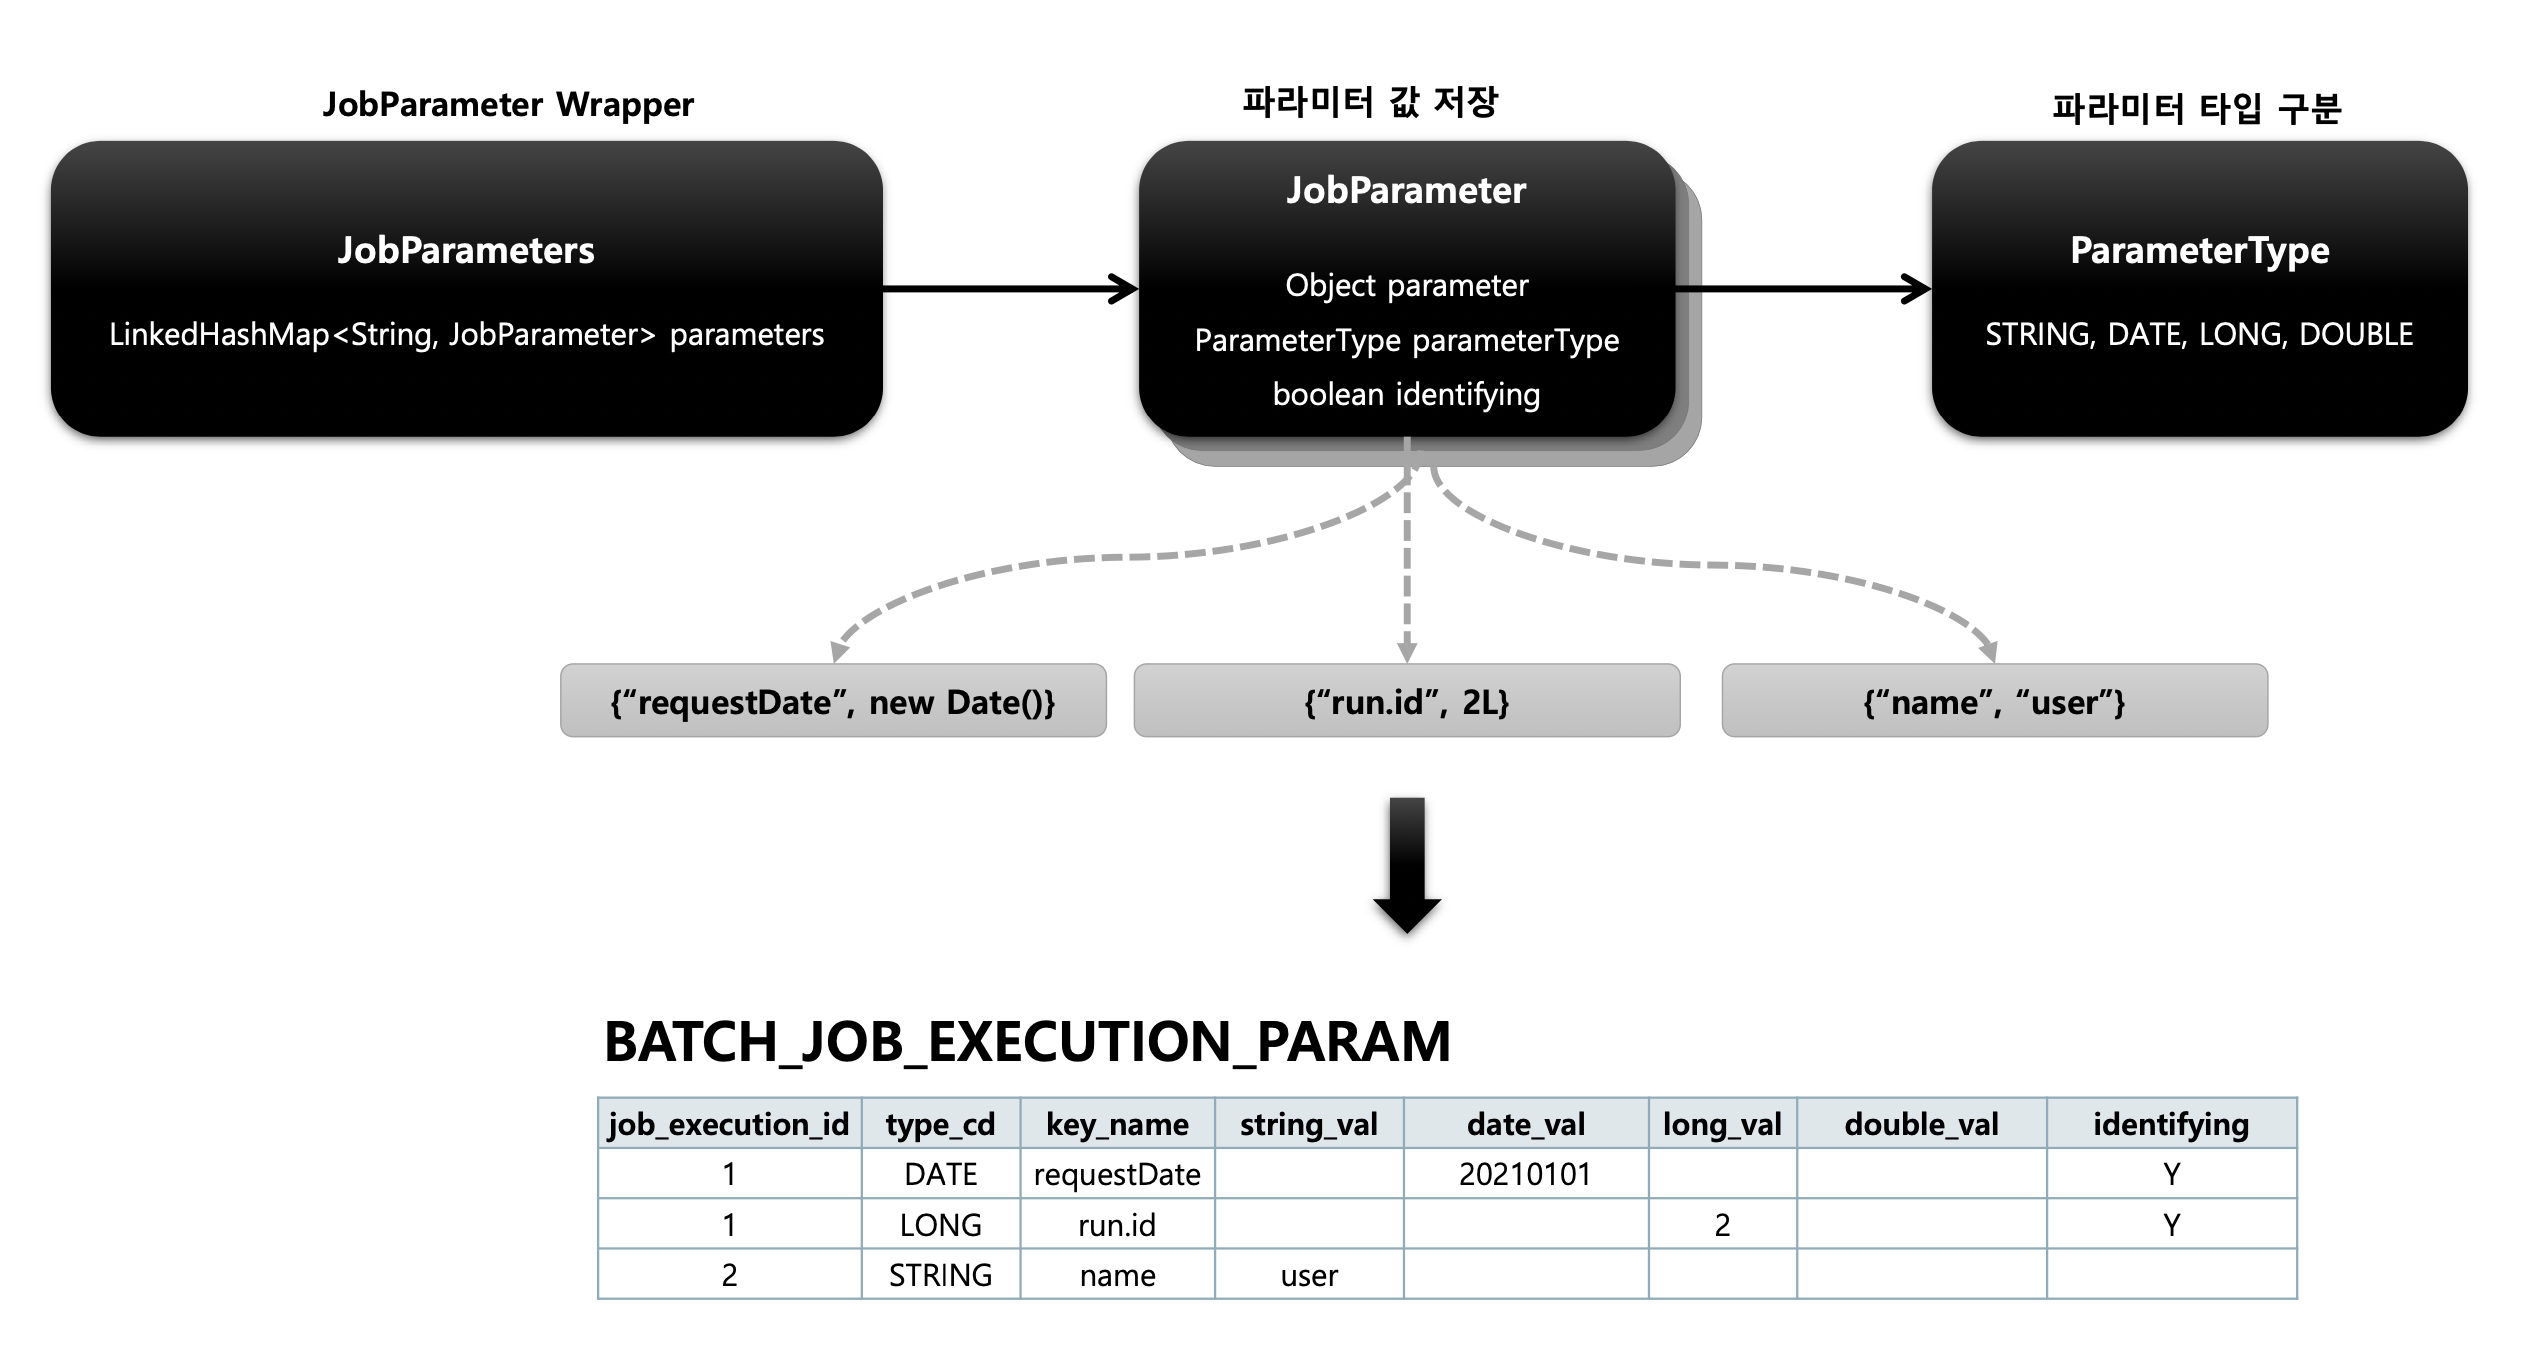 JobParameter Wrapper
파라미터 값 저장
파라미터 타입 구분
JobParameters
LinkedHashMap<String, JobParameter> parameters
JobParameter
Object parameter
ParameterType parameterType
boolean identifying
ParameterType
STRING, DATE, LONG, DOUBLE
{“requestDate”, new Date()}
{“run.id”, 2L}
{“name”, “user”}
BATCH_JOB_EXECUTION_PARAM
job_execution_id type_cd key_name string_val date_val long_val double_val identifying
1 DATE requestDate 20210101 Y
1 LONG run.id 2 Y
2 STRING name user